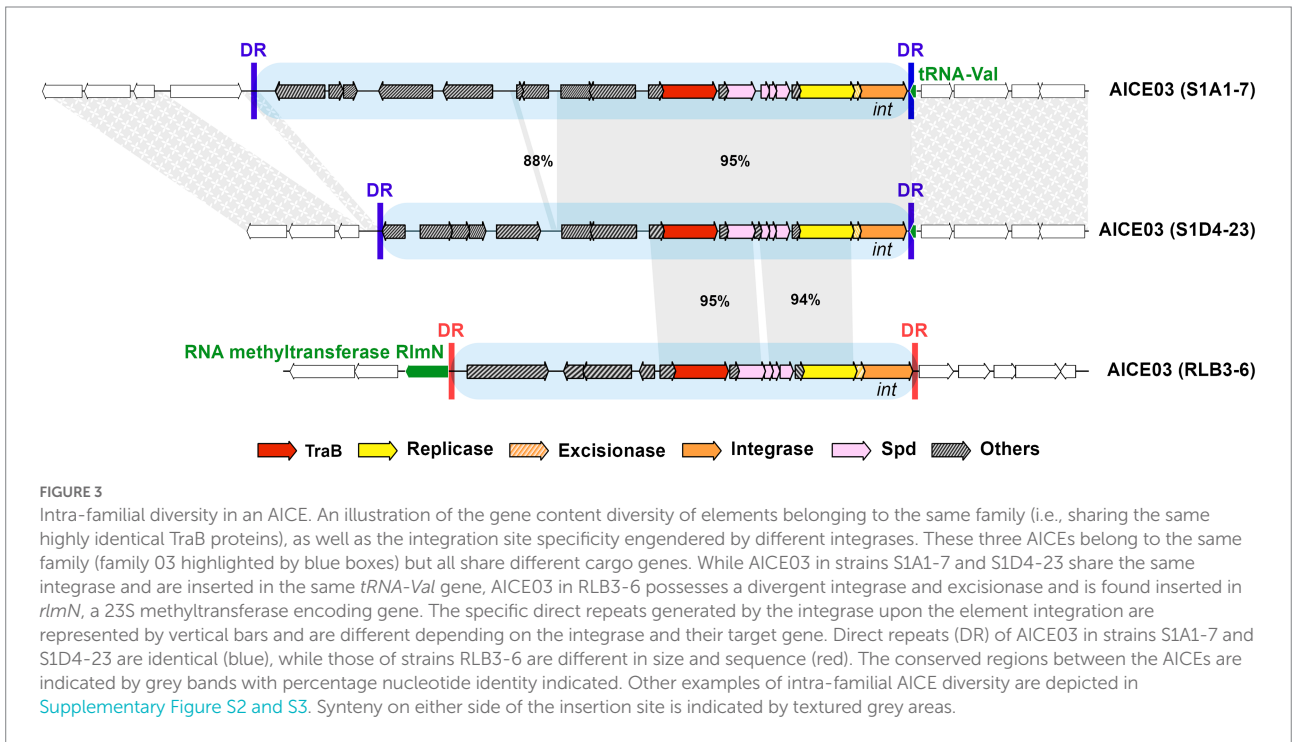 DR
DR
tRNA-Val
AICE03 (S1A1-7)
int
88%
95%
DR
DR
AICE03 (S1D4-23)
int
95%
94%
DR
DR
RNA methyltransferase RlmN
AICE03 (RLB3-6)
int
TraB Replicase Excisionase Integrase Spd Others
FIGURE 3
Intra-familial diversity in an AICE. An illustration of the gene content diversity of elements belonging to the same family (i.e., sharing the same
highly identical TraB proteins), as well as the integration site specificity engendered by different integrases. These three AICEs belong to the same
family (family 03 highlighted by blue boxes) but all share different cargo genes. While AICE03 in strains S1A1-7 and S1D4-23 share the same
integrase and are inserted in the same tRNA-Val gene, AICE03 in RLB3-6 possesses a divergent integrase and excisionase and is found inserted in
rlmN, a 23S methyltransferase encoding gene. The specific direct repeats generated by the integrase upon the element integration are
represented by vertical bars and are different depending on the integrase and their target gene. Direct repeats (DR) of AICE03 in strains S1A1-7 and
S1D4-23 are identical (blue), while those of strains RLB3-6 are different in size and sequence (red). The conserved regions between the AICEs are
indicated by grey bands with percentage nucleotide identity indicated. Other examples of intra-familial AICE diversity are depicted in
Supplementary Figure S2 and S3. Synteny on either side of the insertion site is indicated by textured grey areas.